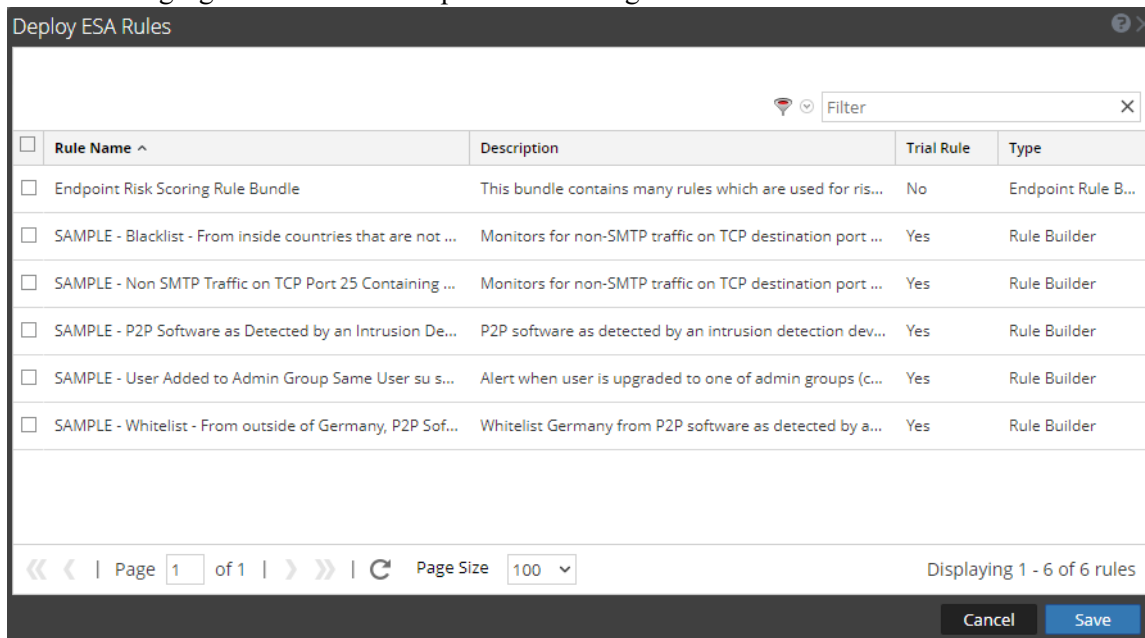 Deploy ESA Rules
Filter
Rule Name Description Trial Rule Type
Endpoint Risk Scoring Rule Bundle This bundle contains many rules which are used for ris... No Endpoint Rule B...
SAMPLE - Blacklist - From inside countries that are not ... Monitors for non-SMTP traffic on TCP destination port ... Yes Rule Builder
SAMPLE - Non SMTP Traffic on TCP Port 25 Containing ... Monitors for non-SMTP traffic on TCP destination port ... Yes Rule Builder
SAMPLE - P2P Software as Detected by an Intrusion De... P2P software as detected by an intrusion detection dev... Yes Rule Builder
SAMPLE - User Added to Admin Group Same User su s... Alert when user is upgraded to one of admin groups (c... Yes Rule Builder
SAMPLE - Whitelist - From outside of Germany, P2P Sof... Whitelist Germany from P2P software as detected by a... Yes Rule Builder
Page 1 of 1 Page Size 100 Displaying 1 - 6 of 6 rules
Cancel Save